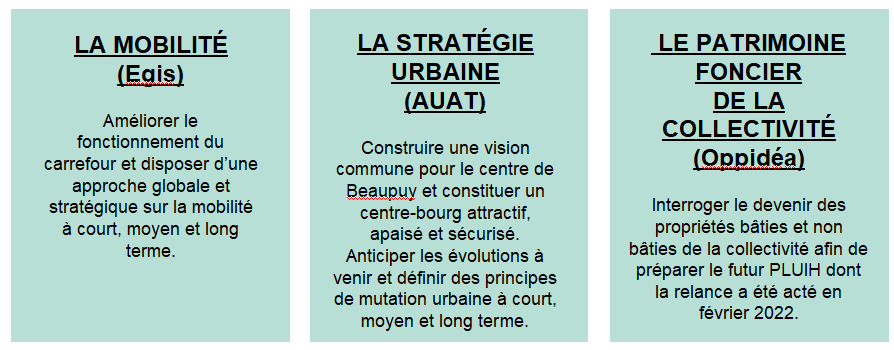 LA MOBILITÉ
(Egis)
Améliorer le
fonctionnement du
carrefour et disposer d'une
approche globale et
stratégique sur la mobilité
à court, moyen et long
terme.
LA STRATÉGIE
URBAINE
(AUAT)
Construire une vision
commune pour le centre de
Beaupuy et constituer un
centre-bourg attractif,
apaisé et sécurisé.
Anticiper les évolutions à
venir et définir des principes
de mutation urbaine à court,
moyen et long terme.
LE PATRIMOINE
FONCIER
DE LA
COLLECTIVITÉ
(Oppidéa)
Interroger le devenir des
propriétés bâties et non
bâties de la collectivité afin de
préparer le futur PLUIH dont
la relance a été acté en
février 2022.